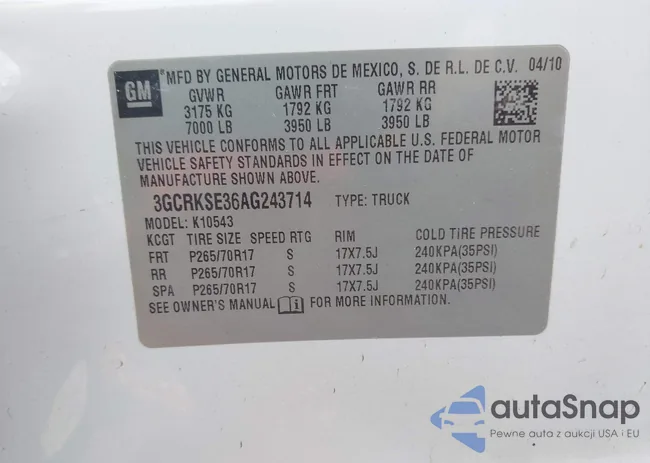 GM MFD BY GENERAL MOTORS DE MEXICO, S. DE R.L. DE C.V. 04/10
GVWR GAWR FRT GAWR RR
3175 KG 1792 KG 1792 KG
7000 LB 3950 LB 3950 LB
THIS VEHICLE CONFORMS TO ALL APPLICABLE U.S. FEDERAL MOTOR
VEHICLE SAFETY STANDARDS IN EFFECT ON THE DATE OF
MANUFACTURE SHOWN ABOVE.
3GCRKSE36AG243714 TYPE: TRUCK
MODEL: K10543
KCGT TIRE SIZE SPEED RTG RIM COLD TIRE PRESSURE
FRT P265/70R17 S 17X7.5J 240KPA(35PSI)
RR P265/70R17 S 17X7.5J 240KPA(35PSI)
SPA P265/70R17 S 17X7.5J 240KPA(35PSI)
SEE OWNER'S MANUAL FOR MORE INFORMATION.
autaSnap
Pewne auta z aukcji USA i EU